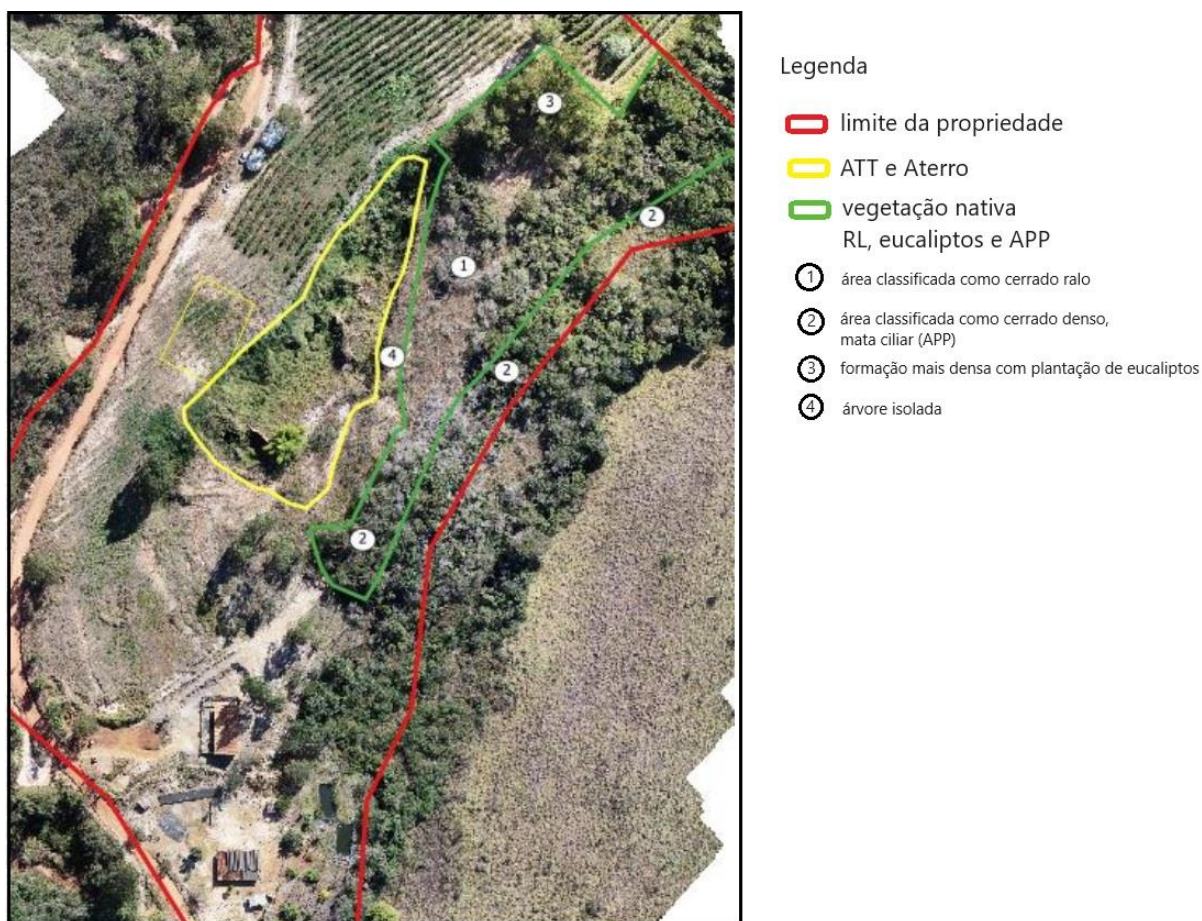 3
2
1
4
2
2
Legenda
limite da propriedade
ATT e Aterro
vegetação nativa
RL, eucaliptos e APP
1 área classificada como cerrado ralo
2 área classificada como cerrado denso,
mata ciliar (APP)
3 formação mais densa com plantação de eucaliptos
4 árvore isolada